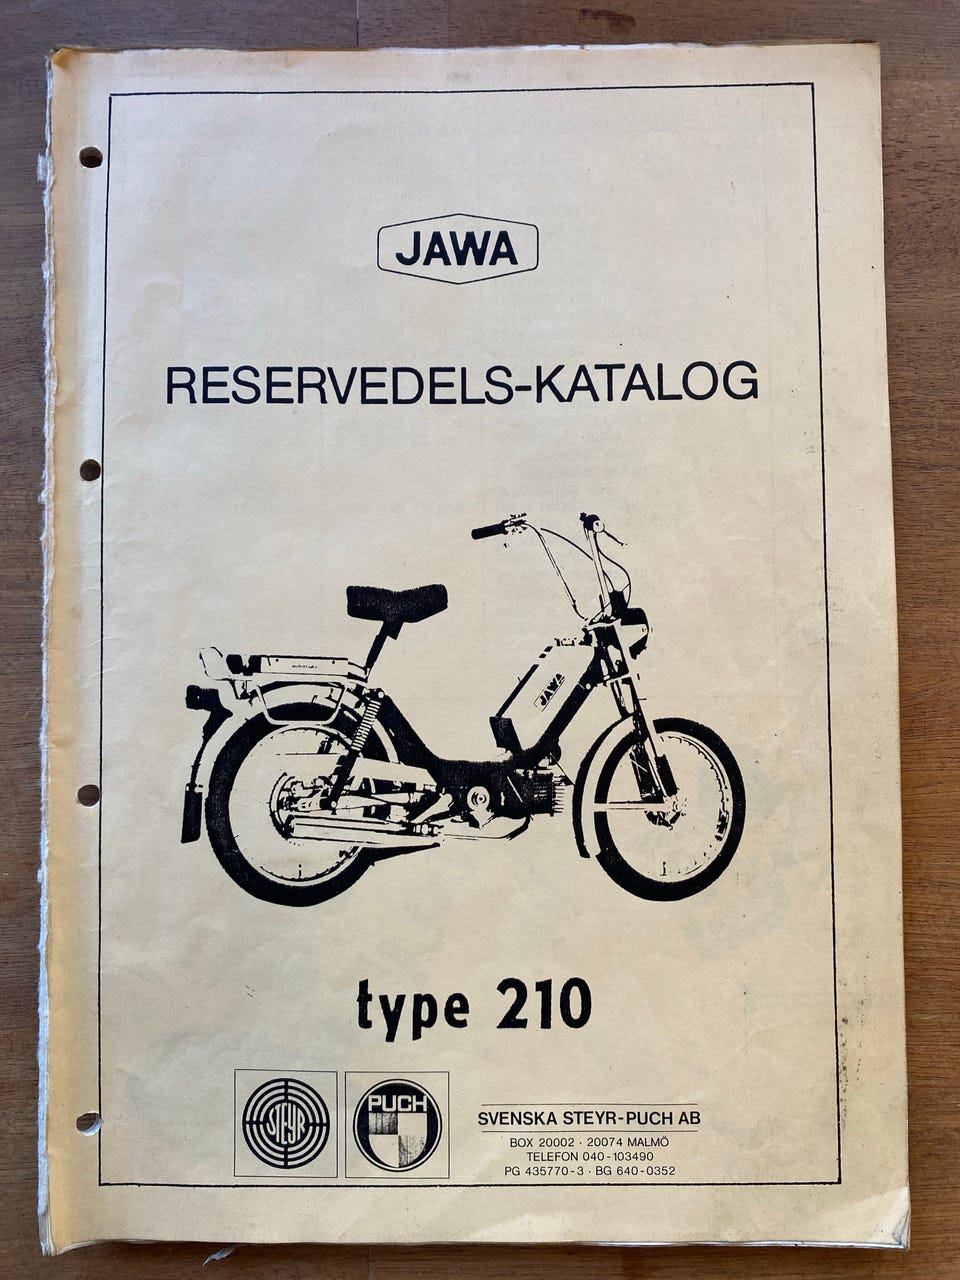 JAWA
RESERVEDELS-KATALOG
JAWA
type 210
STEYR
PUCH
SVENSKA STEYR-PUCH AB
BOX 20002 · 20074 MALMÖ
TELEFON 040-103490
PG 435770-3 · BG 640-0352